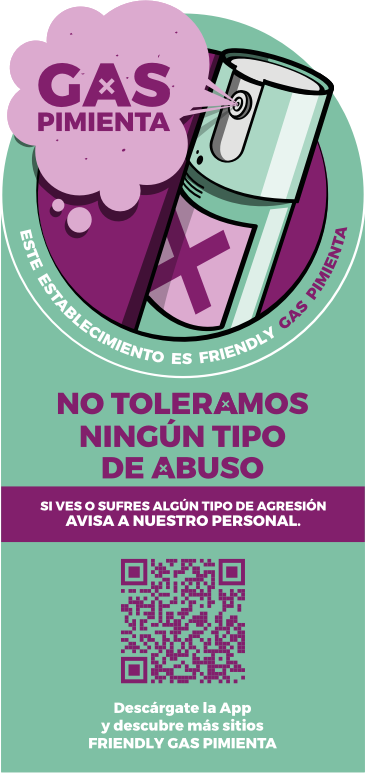 GAS
PIMIENTA
ESTE ESTABLECIMIENTO ES FRIENDLY GAS PIMIENTA
NO TOLERAMOS
NINGÚN TIPO
DE ABUSO
SI VES O SUFRES ALGÚN TIPO DE AGRESIÓN
AVISA A NUESTRO PERSONAL.
Descárgate la App
y descubre más sitios
FRIENDLY GAS PIMIENTA